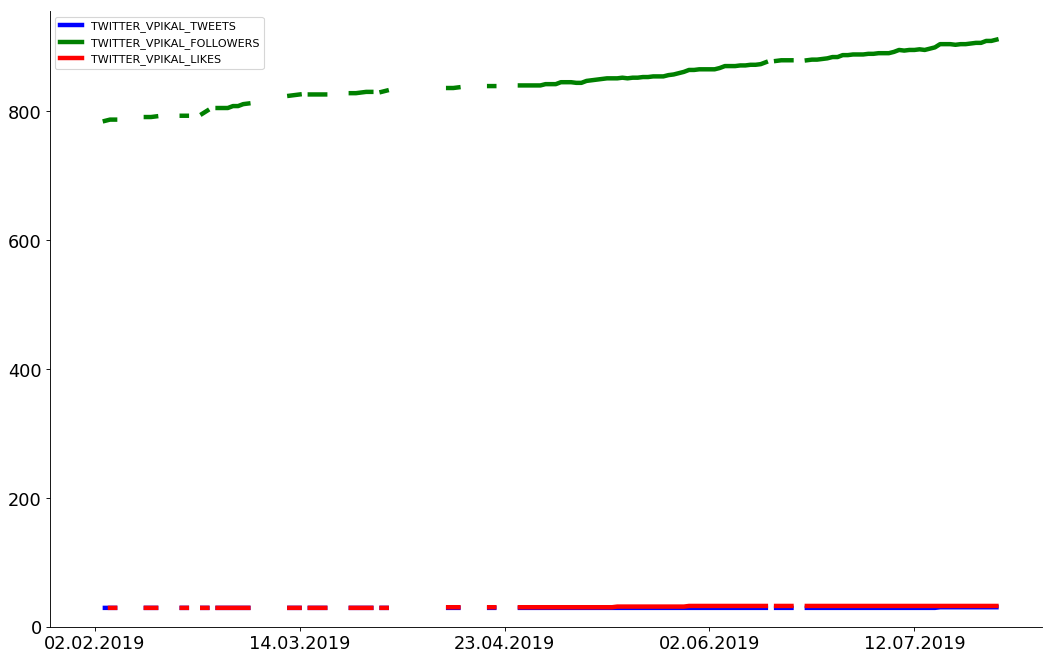 TWITTER_VPIKAL_TWEETS
TWITTER_VPIKAL_FOLLOWERS
TWITTER_VPIKAL_LIKES
800
600
400
200
0
02.02.2019 14.03.2019 23.04.2019 02.06.2019 12.07.2019